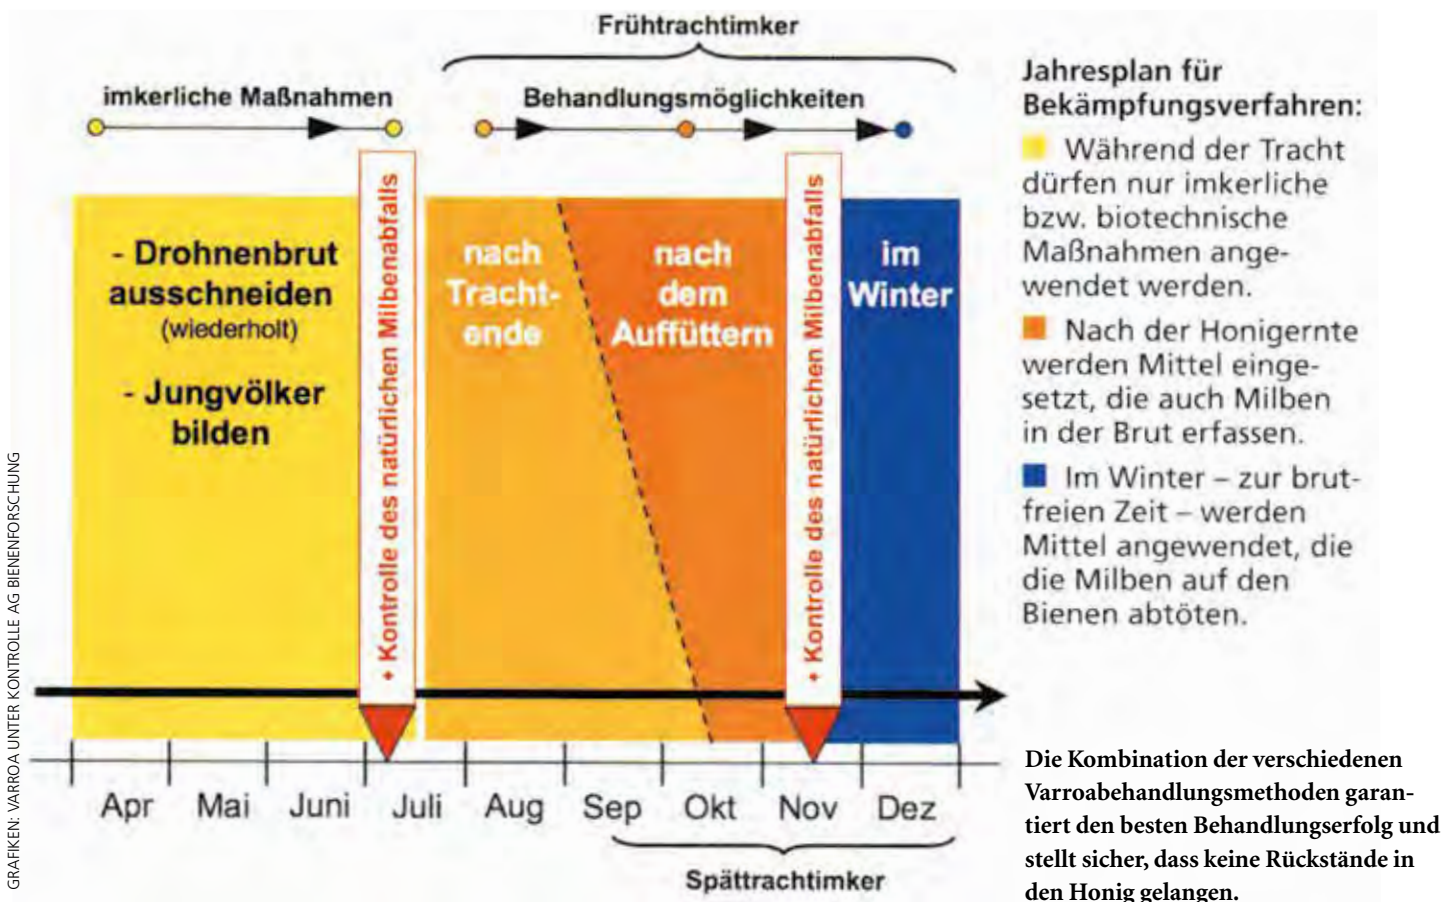 Frühtrachtimker
imkerliche Maßnahmen
Behandlungsmöglichkeiten
- Drohnenbrut
ausschneiden
(wiederholt)
- Jungvölker
bilden
+ Kontrolle des natürlichen Milbenabfalls
nach
Tracht-
ende
nach
dem
Auffüttern
+ Kontrolle des natürlichen Milbenabfalls
im
Winter
Apr Mai Juni Juli Aug Sep Okt Nov Dez
Spättrachtimker
GRAFIKEN: VARROA UNTER KONTROLLE AG BIENENFORSCHUNG
Jahresplan für
Bekämpfungsverfahren:
Während der Tracht
dürfen nur imkerliche
bzw. biotechnische
Maßnahmen ange-
wendet werden.
Nach der Honigernte
werden Mittel einge-
setzt, die auch Milben
in der Brut erfassen.
Im Winter – zur brut-
freien Zeit – werden
Mittel angewendet, die
die Milben auf den
Bienen abtöten.
Die Kombination der verschiedenen
Varroabehandlungsmethoden garan-
tiert den besten Behandlungserfolg und
stellt sicher, dass keine Rückstände in
den Honig gelangen.